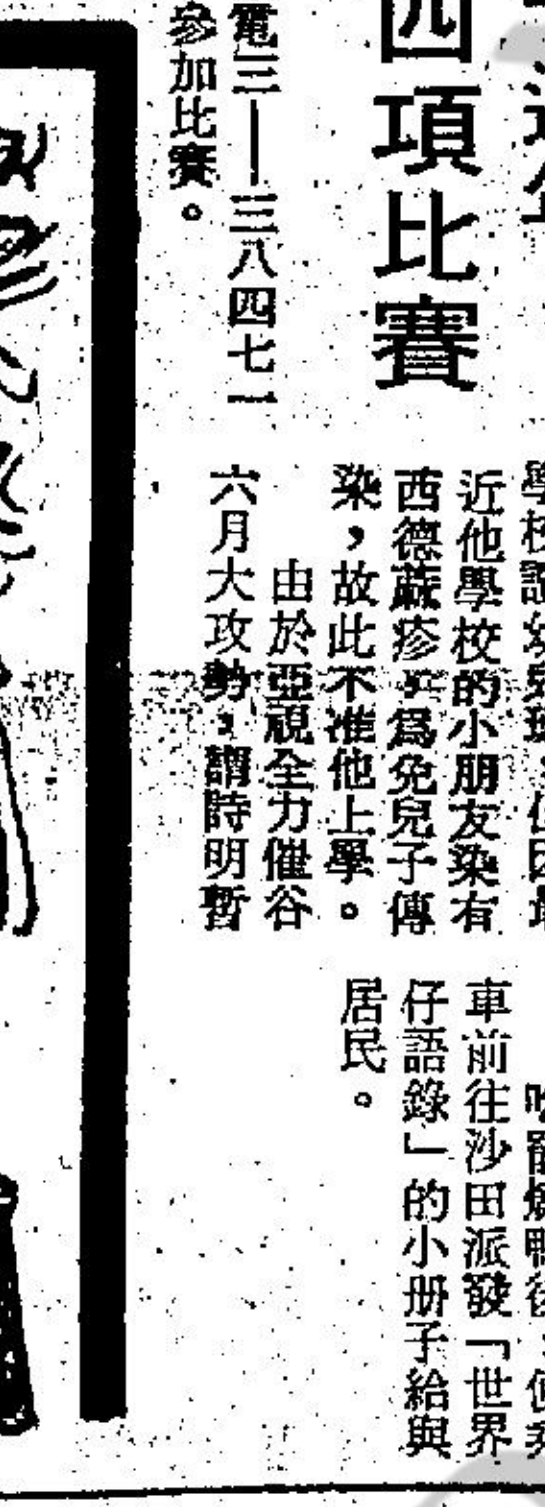 四項比賽
電三——三八四七一
參加比賽。
近他學校的小朋友染有
西德蔴疹，爲免兒子傳
染，故此不准他上學。
由於亞視全力催谷
六月大攻勢，謂時明暫
車前往沙田派發「世界
仔語錄」的小册子給與
居民。